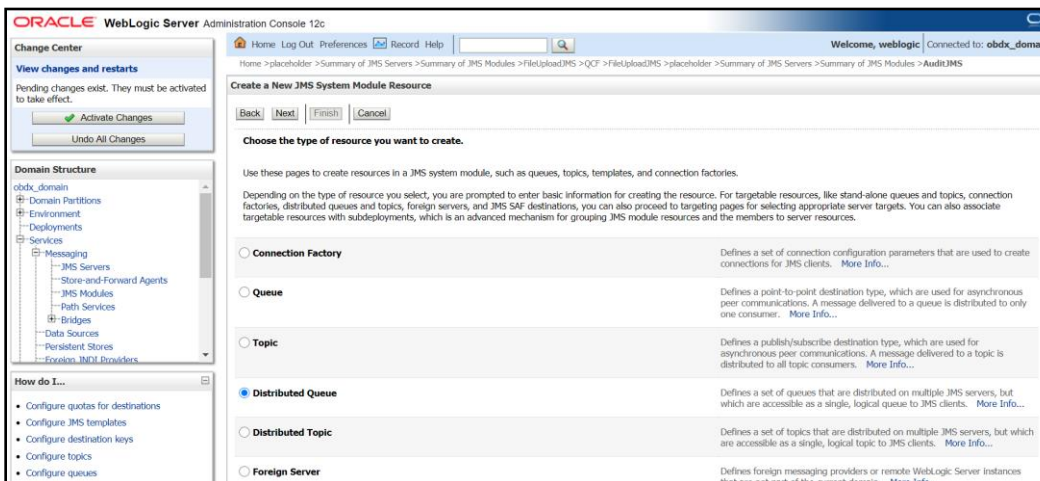 ORACLE WebLogic Server Administration Console 12c
Change Center
View changes and restarts
Pending changes exist. They must be activated
to take effect.
Activate Changes
Undo All Changes
Domain Structure
obdx_domain
Domain Partitions
Environment
Deployments
Services
Messaging
JMS Servers
Store-and-Forward Agents
JMS Modules
Path Services
Bridges
Data Sources
Persistent Stores
Foreign JNDI Providers
How do I...
Configure quotas for destinations
Configure JMS templates
Configure destination keys
Configure topics
Configure queues
Home Log Out Preferences Record Help
Welcome, weblogic Connected to: obdx_doma
Home >placeholder >Summary of JMS Servers >Summary of JMS Modules >FileUploadJMS >QCF >FileUploadJMS >placeholder >Summary of JMS Servers >Summary of JMS Modules >AuditJMS
Create a New JMS System Module Resource
Back Next Finish Cancel
Choose the type of resource you want to create.
Use these pages to create resources in a JMS system module, such as queues, topics, templates, and connection factories.
Depending on the type of resource you select, you are prompted to enter basic information for creating the resource. For targetable resources, like stand-alone queues and topics, connection
factories, distributed queues and topics, foreign servers, and JMS SAF destinations, you can also proceed to targeting pages for selecting appropriate server targets. You can also associate
targetable resources with subdeployments, which is an advanced mechanism for grouping JMS module resources and the members to server resources.
Connection Factory
Defines a set of connection configuration parameters that are used to create
connections for JMS clients. More Info...
Queue
Defines a point-to-point destination type, which are used for asynchronous
peer communications. A message delivered to a queue is distributed to only
one consumer. More Info...
Topic
Defines a publish/subscribe destination type, which are used for
asynchronous peer communications. A message delivered to a topic is
distributed to all topic consumers. More Info...
Distributed Queue
Defines a set of queues that are distributed on multiple JMS servers, but
which are accessible as a single, logical queue to JMS clients. More Info...
Distributed Topic
Defines a set of topics that are distributed on multiple JMS servers, but which
are accessible as a single, logical topic to JMS clients. More Info...
Foreign Server
Defines foreign messaging providers or remote WebLogic Server instances
that are not part of the current domain. More Info...